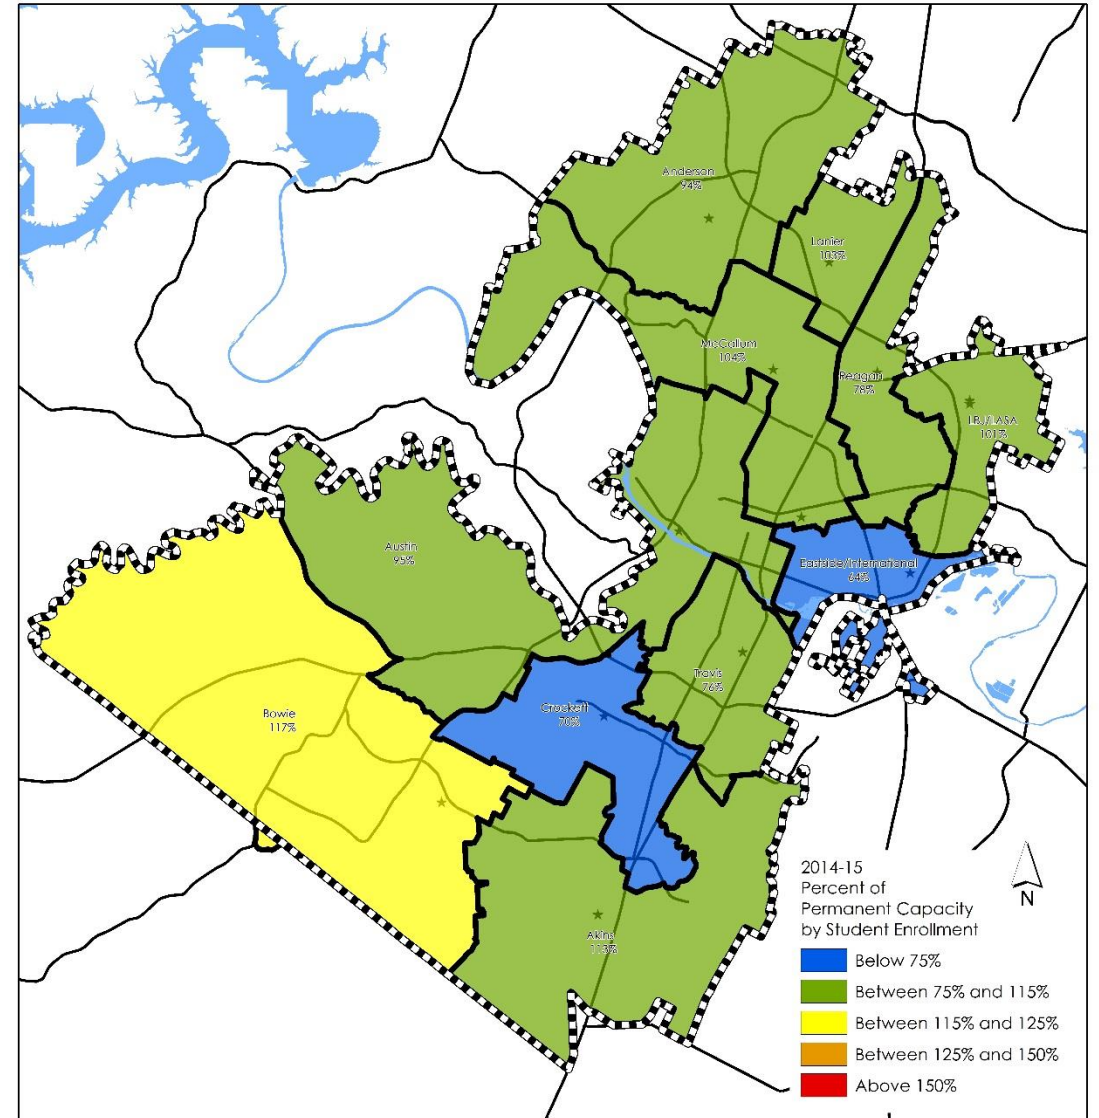 Anderson
94%
Lanier
103%
McCallum
104%
Reagan
78%
LBJ/LASA
101%
Austin
95%
Eastside/International
64%
Travis
76%
Crockett
70%
Bowie
117%
Akins
113%
N
2014-15
Percent of
Permanent Capacity
by Student Enrollment
Below 75%
Between 75% and 115%
Between 115% and 125%
Between 125% and 150%
Above 150%